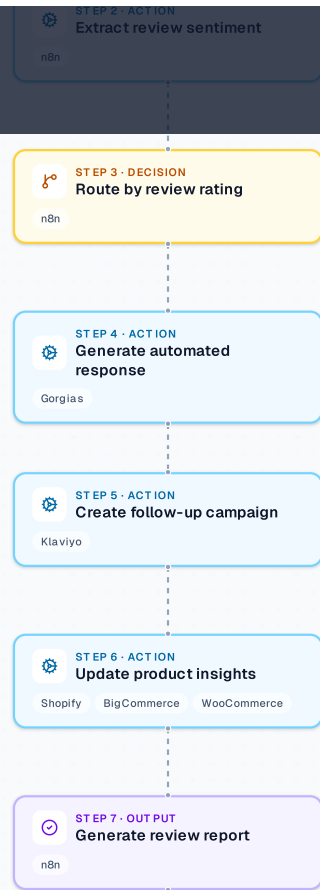 STEP 2 · ACTION
Extract review sentiment
n8n
STEP 3 · DECISION
Route by review rating
n8n
STEP 4 · ACTION
Generate automated
response
Gorgias
STEP 5 · ACTION
Create follow-up campaign
Klaviyo
STEP 6 · ACTION
Update product insights
Shopify BigCommerce WooCommerce
STEP 7 · OUTPUT
Generate review report
n8n